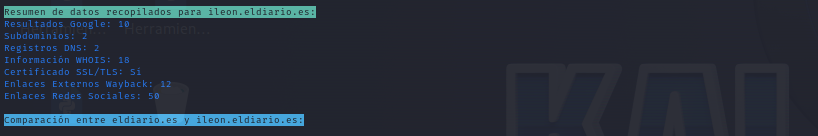 Resumen de datos recopilados para ileon.eldiario.es:
Resultados Google: 10
Subdominios: 2
Registros DNS: 2
Información WHOIS: 18
Certificado SSL/TLS: Sí
Enlaces Externos Wayback: 12
Enlaces Redes Sociales: 50
Comparación entre eldiario.es y ileon.eldiario.es:
KALI